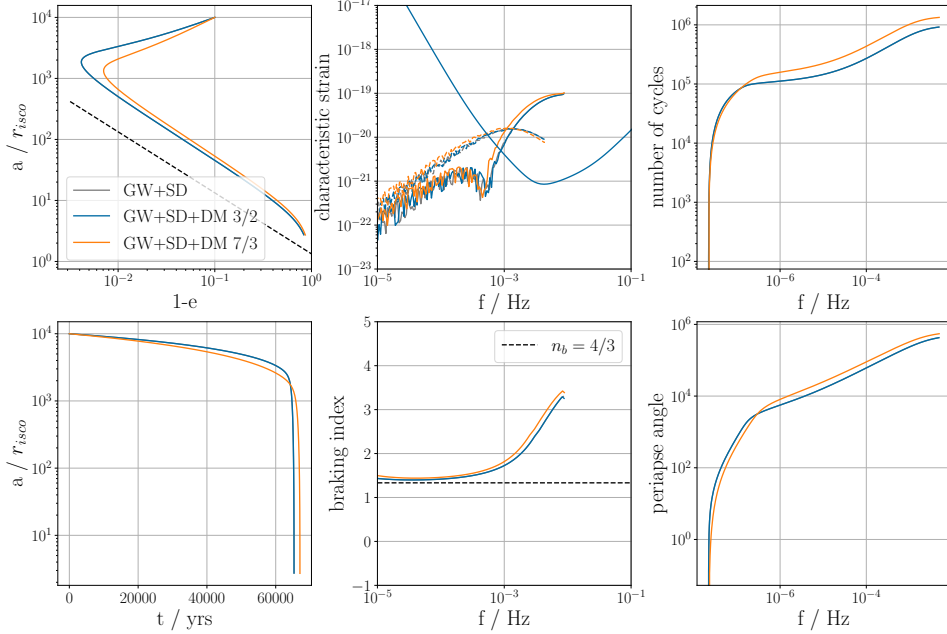 10^4
10^3
10^2
10^1
10^0
a / r_{isco}
GW+SD
GW+SD+DM 3/2
GW+SD+DM 7/3
10^{-2} 10^{-1} 10^0
1-e
10^{-17}
10^{-18}
10^{-19}
10^{-20}
10^{-21}
10^{-22}
10^{-23}
characteristic strain
10^{-5} 10^{-3} 10^{-1}
f / Hz
10^6
10^5
10^4
10^3
10^2
number of cycles
10^{-6} 10^{-4}
f / Hz
10^4
10^3
10^2
10^1
a / r_{isco}
0 20000 40000 60000
t / yrs
5
4
3
2
1
0
−1
braking index
n_b = 4/3
10^{-5} 10^{-3} 10^{-1}
f / Hz
10^6
10^4
10^2
10^0
periapse angle
10^{-6} 10^{-4}
f / Hz